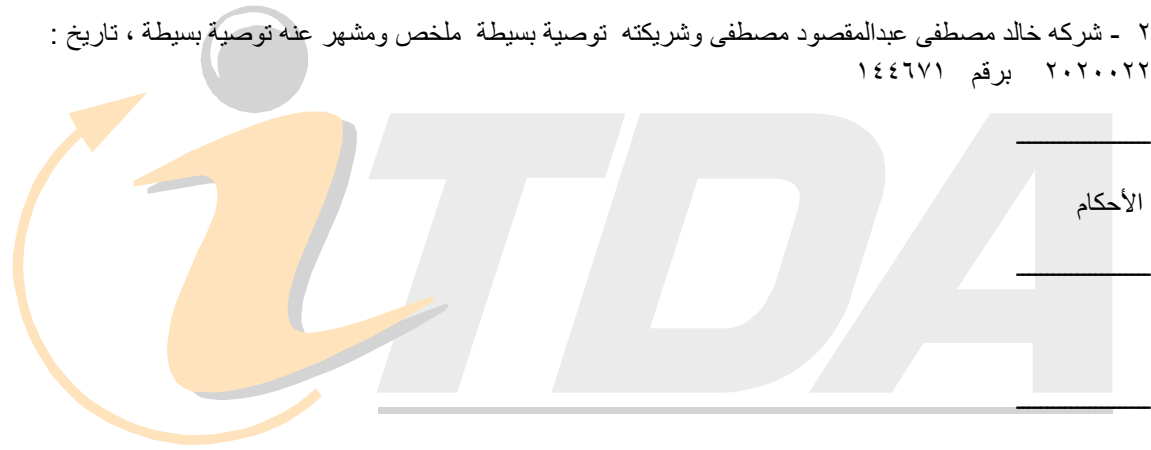 ٢ - شركه خالد مصطفى عبدالمقصود مصطفى وشريكته توصية بسيطة ملخص ومشهر عنه توصية بسيطة ، تاريخ :
٢٠٢٠٠٢٢ برقم ١٤٤٦٧١
الأحكام
iTDA